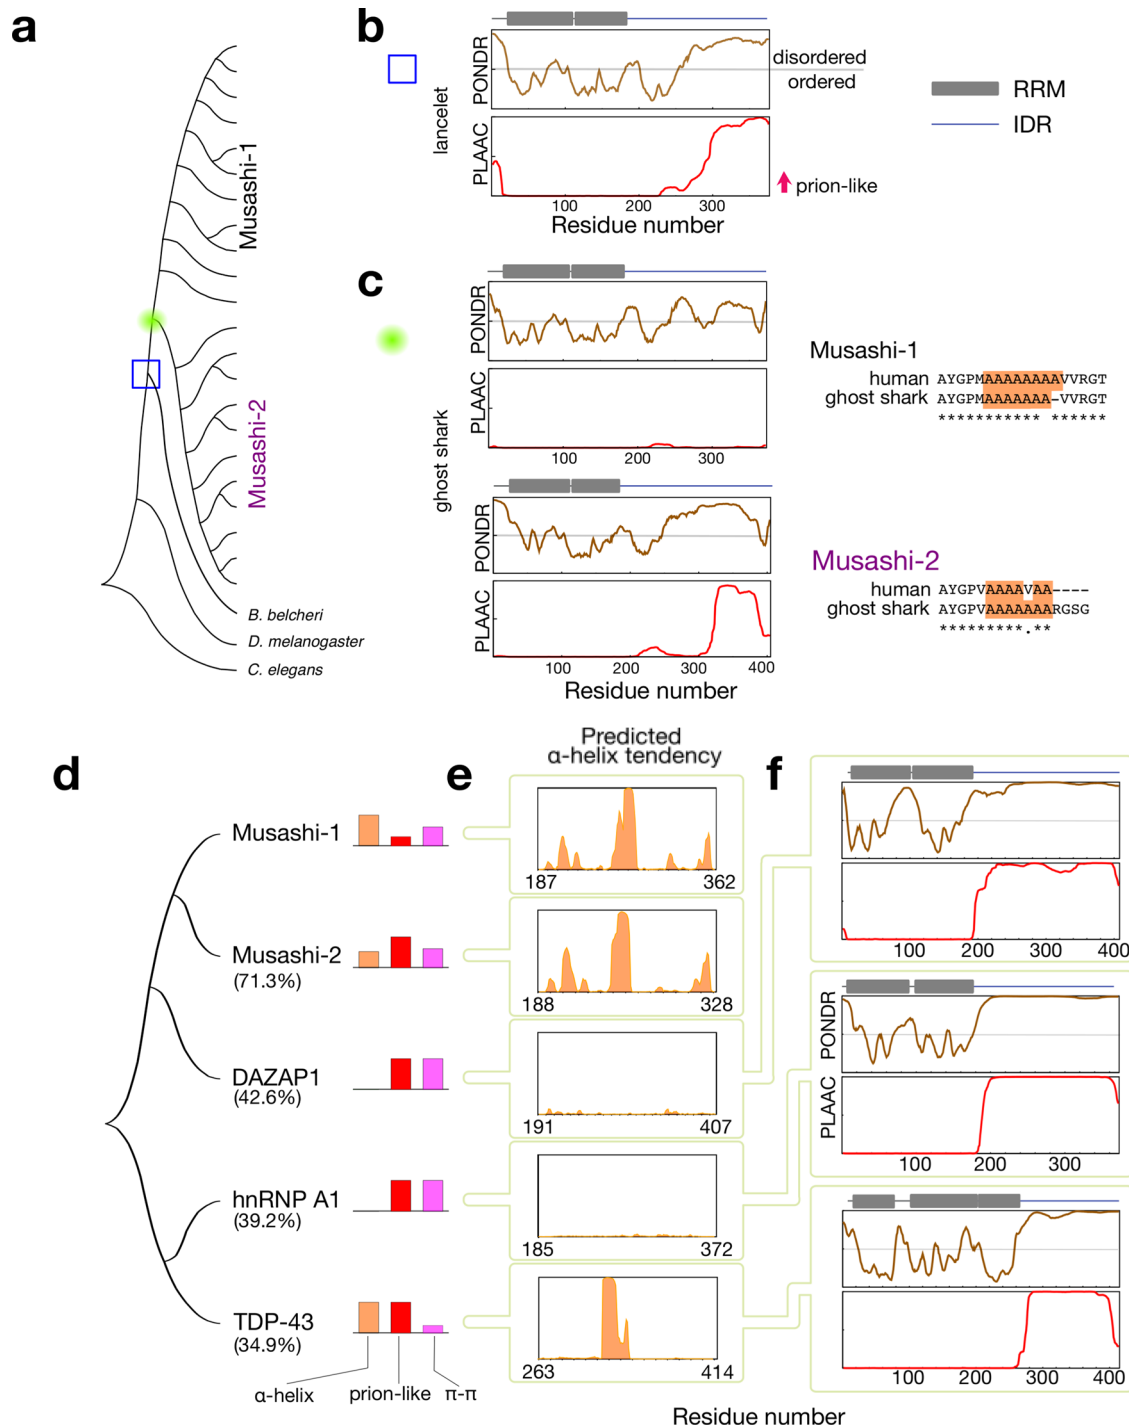 a
Musashi-1
Musashi-2
B. belcheri
D. melanogaster
C. elegans
b
lancelet
PONDR
disordered
ordered
PLAAC
prion-like
100 200 300
Residue number
RRM
IDR
c
ghost shark
PONDR
PLAAC
100 200 300
PONDR
PLAAC
100 200 300 400
Residue number
Musashi-1
human AYGPMAAAAAAAAVVRGT
ghost shark AYGPMAAAAAAA-VVRGT
************ ******
Musashi-2
human AYGPVAAAAVAA----
ghost shark AYGPVAAAAAAARGSG
*********.**
d
Musashi-1
Musashi-2
(71.3%)
DAZAP1
(42.6%)
hnRNP A1
(39.2%)
TDP-43
(34.9%)
α-helix prion-like π-π
e
Predicted
α-helix tendency
187 362
188 328
191 407
185 372
263 414
f
100 200 300 400
PONDR
PLAAC
100 200 300
100 200 300 400
Residue number